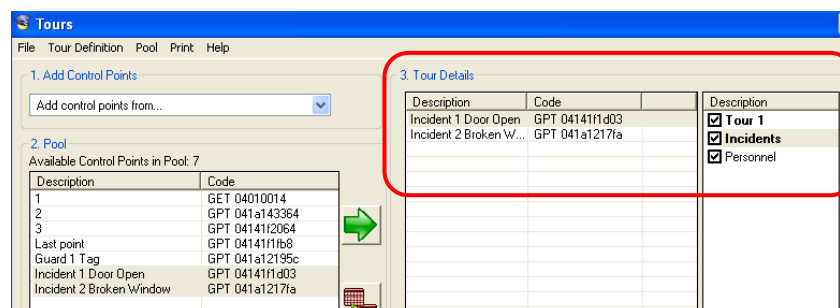 Tours
File Tour Definition Pool Print Help
1. Add Control Points
Add control points from...
2. Pool
Available Control Points in Pool: 7
Description Code
1 GET 04010014
2 GPT 041a143364
3 GPT 04141f2064
Last point GPT 04141f1fb8
Guard 1 Tag GPT 041a12195c
Incident 1 Door Open GPT 04141f1d03
Incident 2 Broken Window GPT 041a1217fa
3. Tour Details
Description Code
Incident 1 Door Open GPT 04141f1d03
Incident 2 Broken W... GPT 041a1217fa
Description
Tour 1
Incidents
Personnel